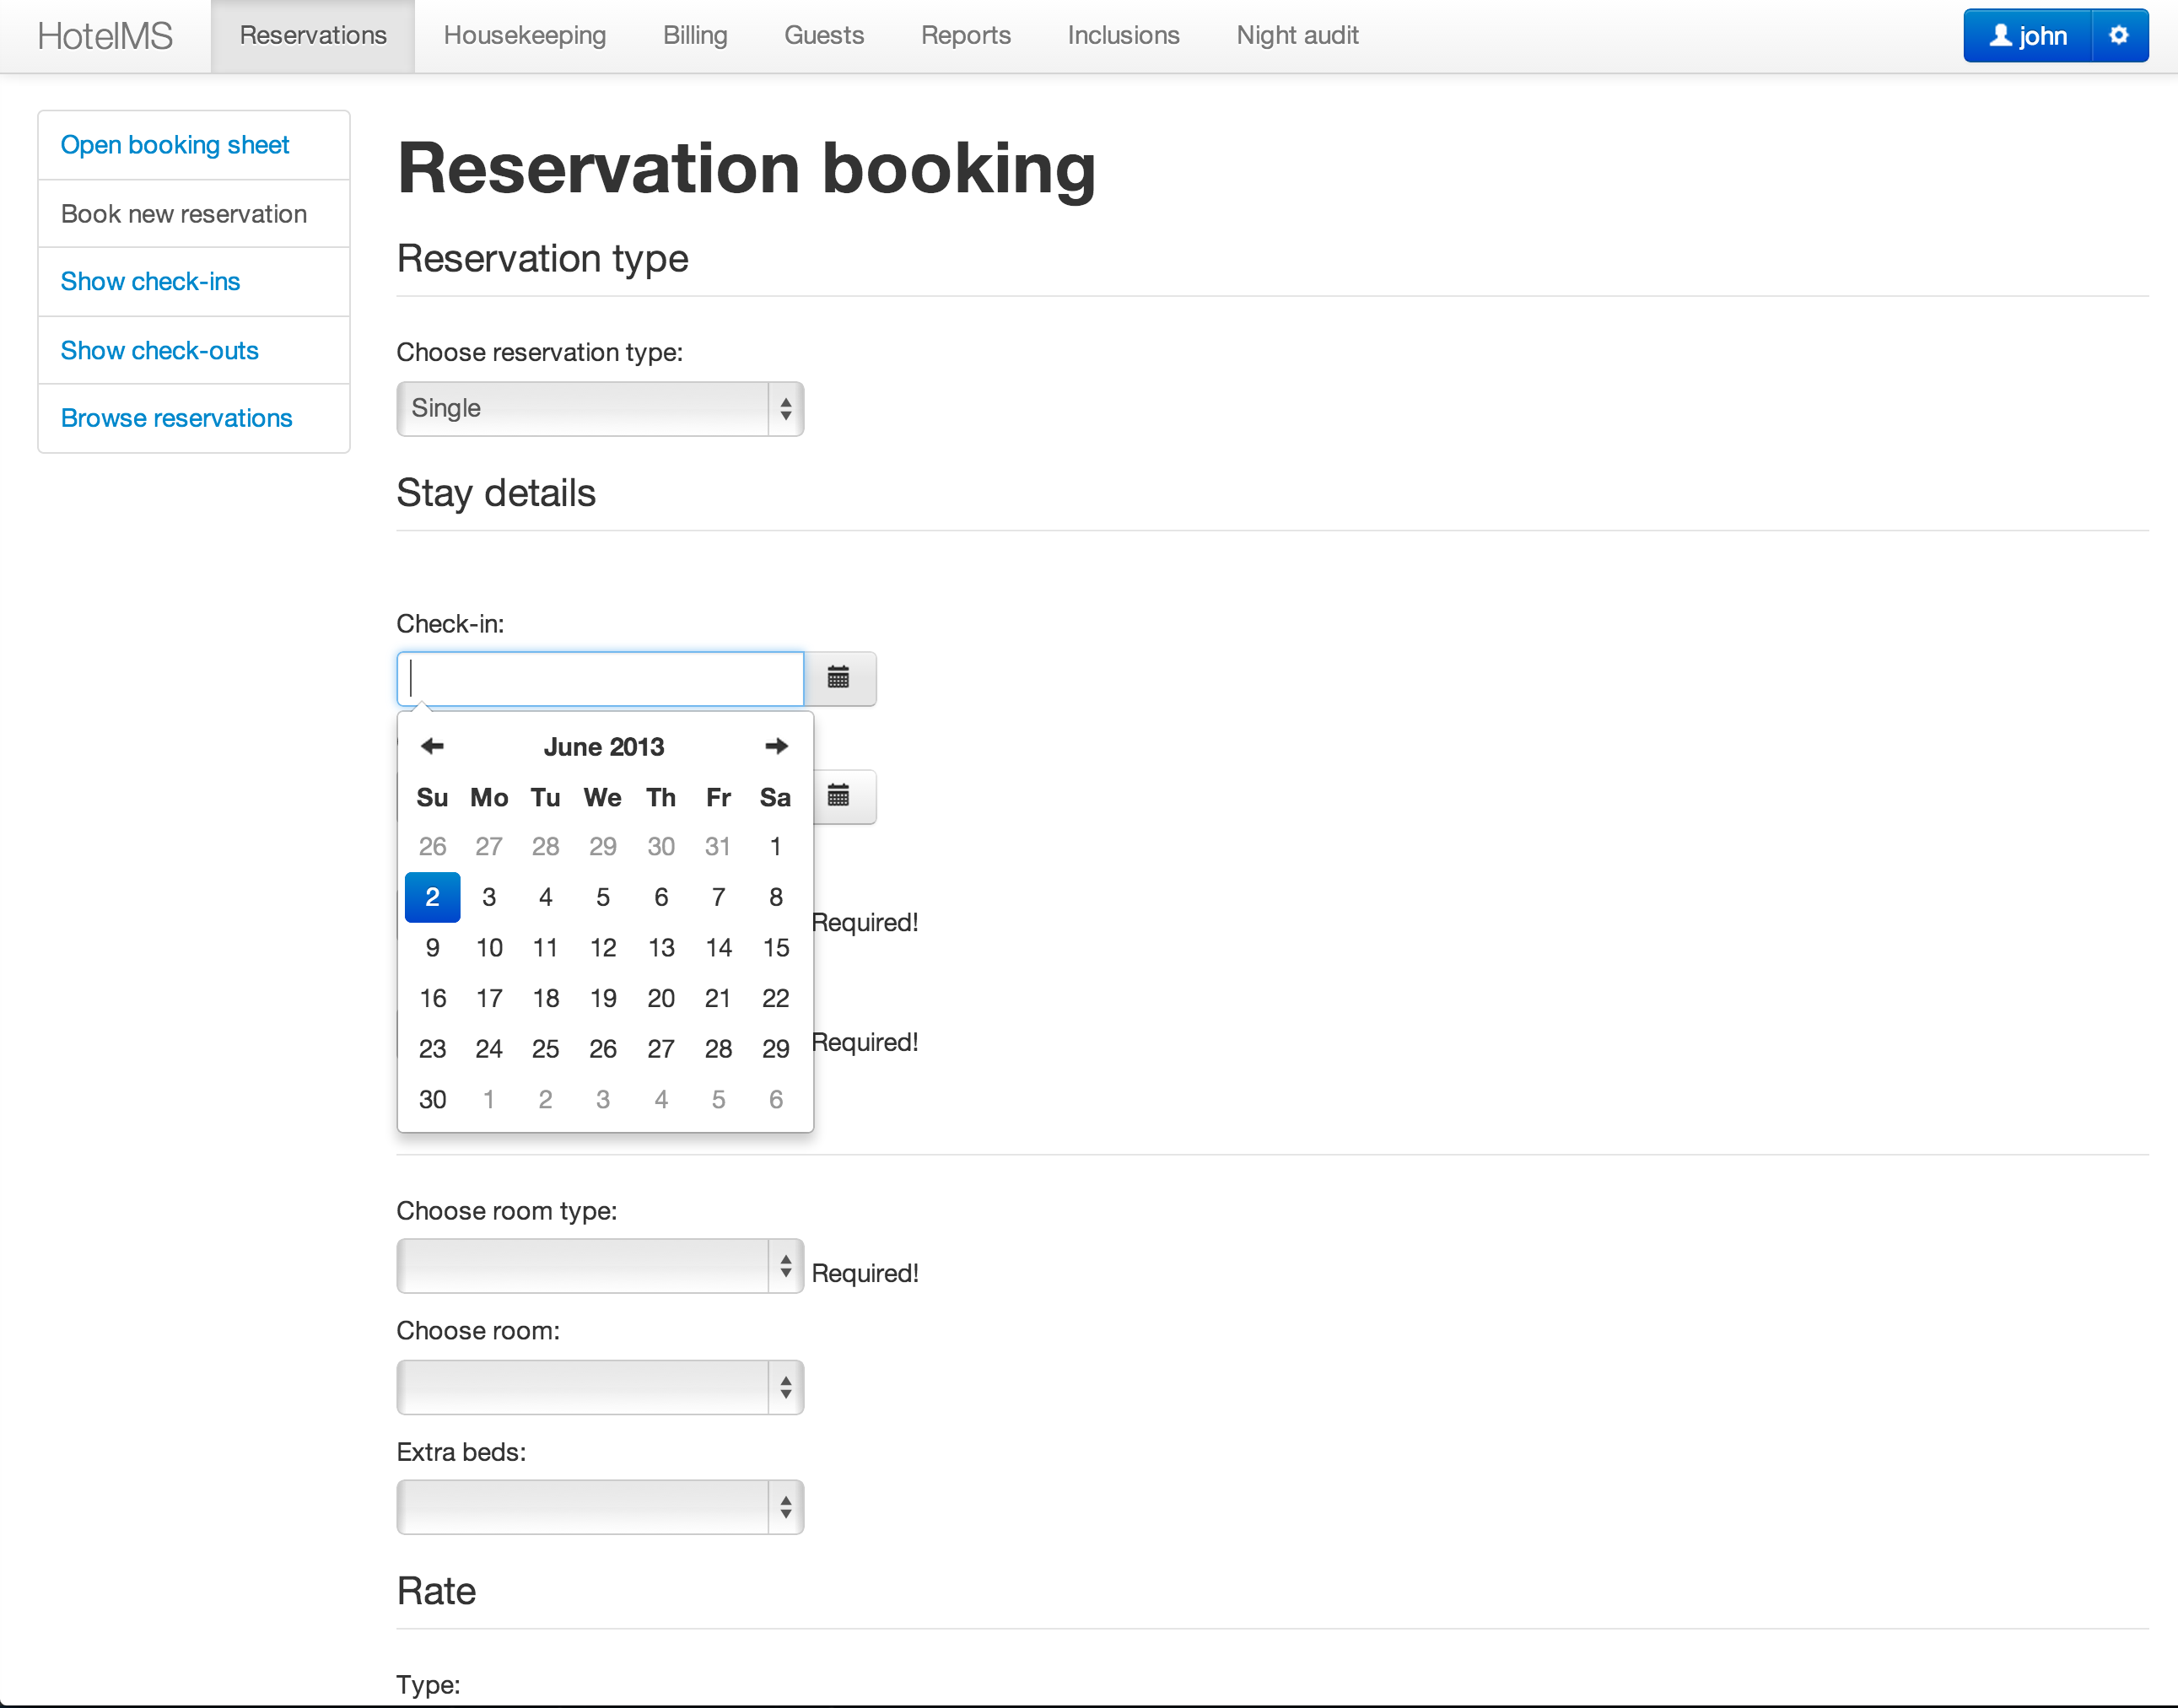 HotelMS Reservations Housekeeping Billing Guests Reports Inclusions Night audit john
Open booking sheet
Book new reservation
Show check-ins
Show check-outs
Browse reservations
Reservation booking
Reservation type
Choose reservation type:
Single
Stay details
Check-in:
June 2013
Su Mo Tu We Th Fr Sa
26 27 28 29 30 31 1
2 3 4 5 6 7 8
9 10 11 12 13 14 15
16 17 18 19 20 21 22
23 24 25 26 27 28 29
30 1 2 3 4 5 6
Required!
Required!
Choose room type:
Required!
Choose room:
Extra beds:
Rate
Type: